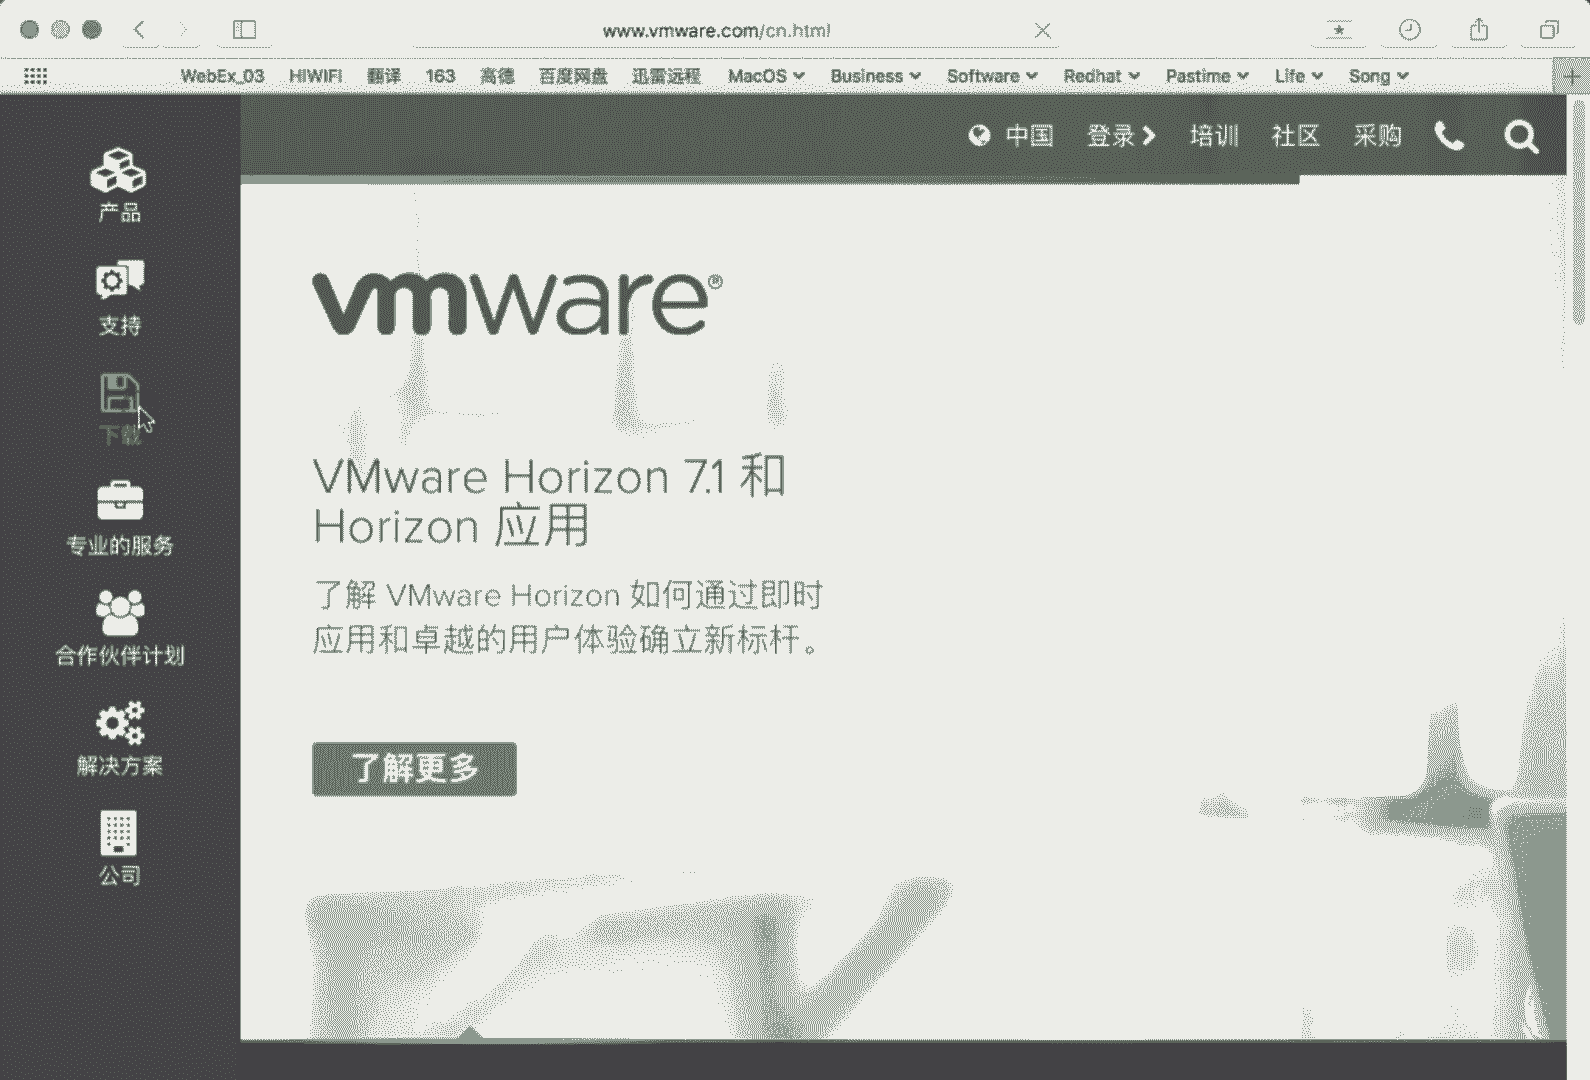 www.vmware.com/cn.html
WebEx_03 HIWIFI 翻译 163 高德 百度网盘 迅雷远程 MacOS Business Software Redhat Pastime Life Song
中国 登录 培训 社区 采购
产品
支持
下载
专业的服务
合作伙伴计划
解决方案
公司
vmware®
VMware Horizon 7.1 和
Horizon 应用
了解 VMware Horizon 如何通过即时
应用和卓越的用户体验确立新标杆。
了解更多